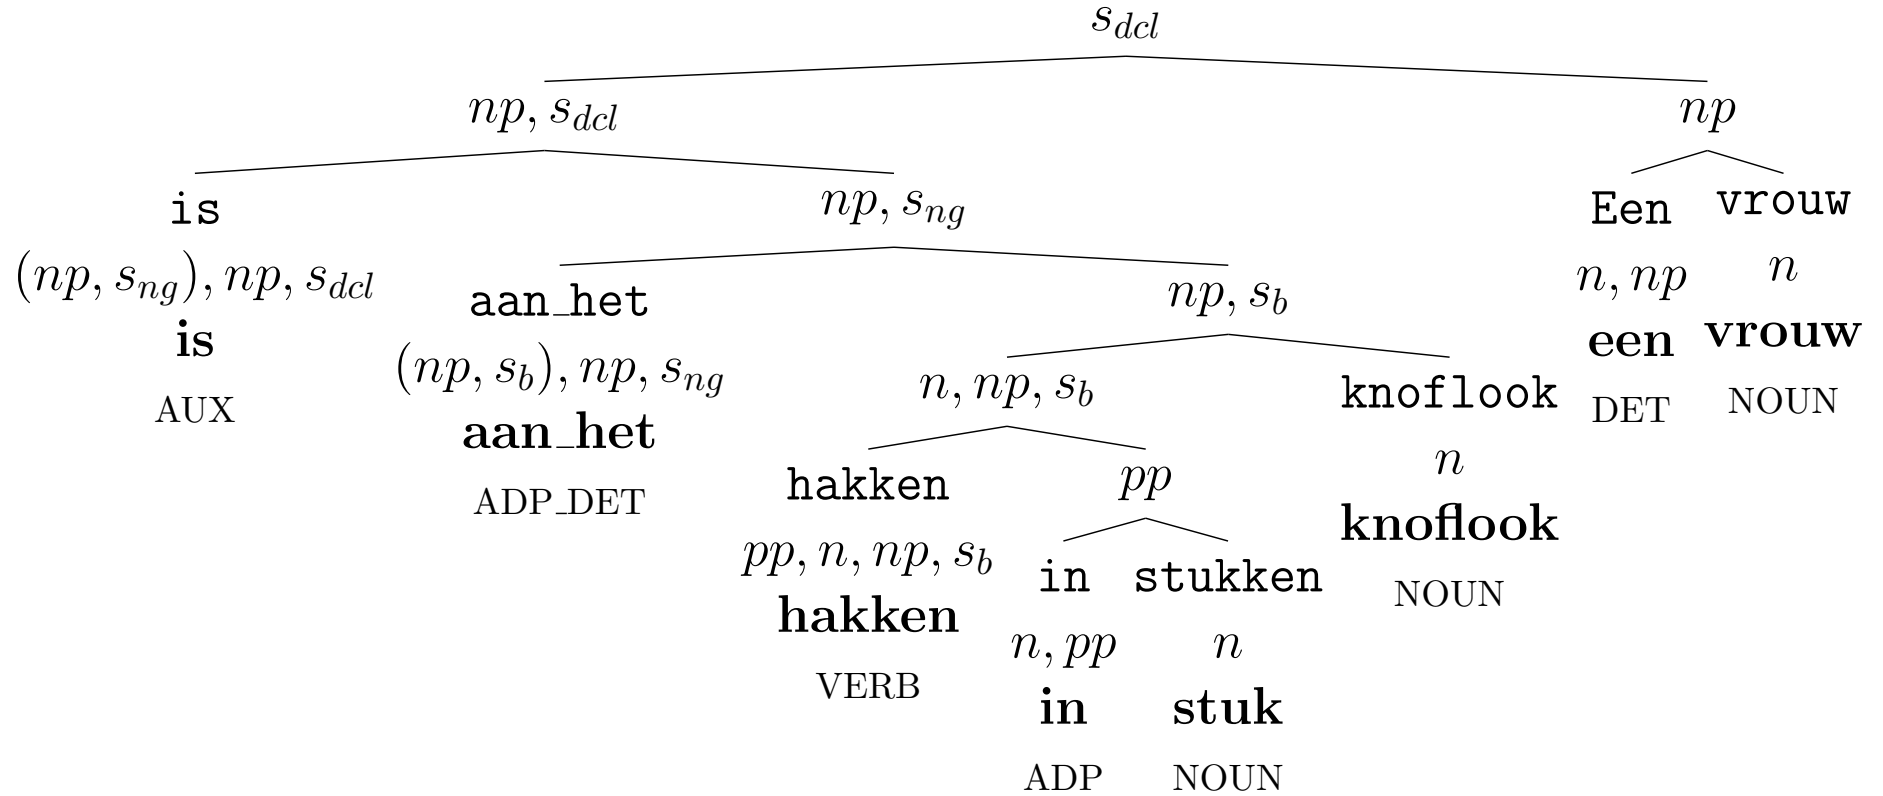 s_dcl
np, s_dcl np
is np, s_ng Een vrouw
(np, s_ng), np, s_dcl aan_het np, s_b n, np n
is (np, s_b), np, s_ng n, np, s_b knoflook een vrouw
AUX aan_het hakken pp n DET NOUN
ADP_DET pp, n, np, s_b in stukken knoflook
hakken n, pp n NOUN
VERB in stuk
ADP NOUN